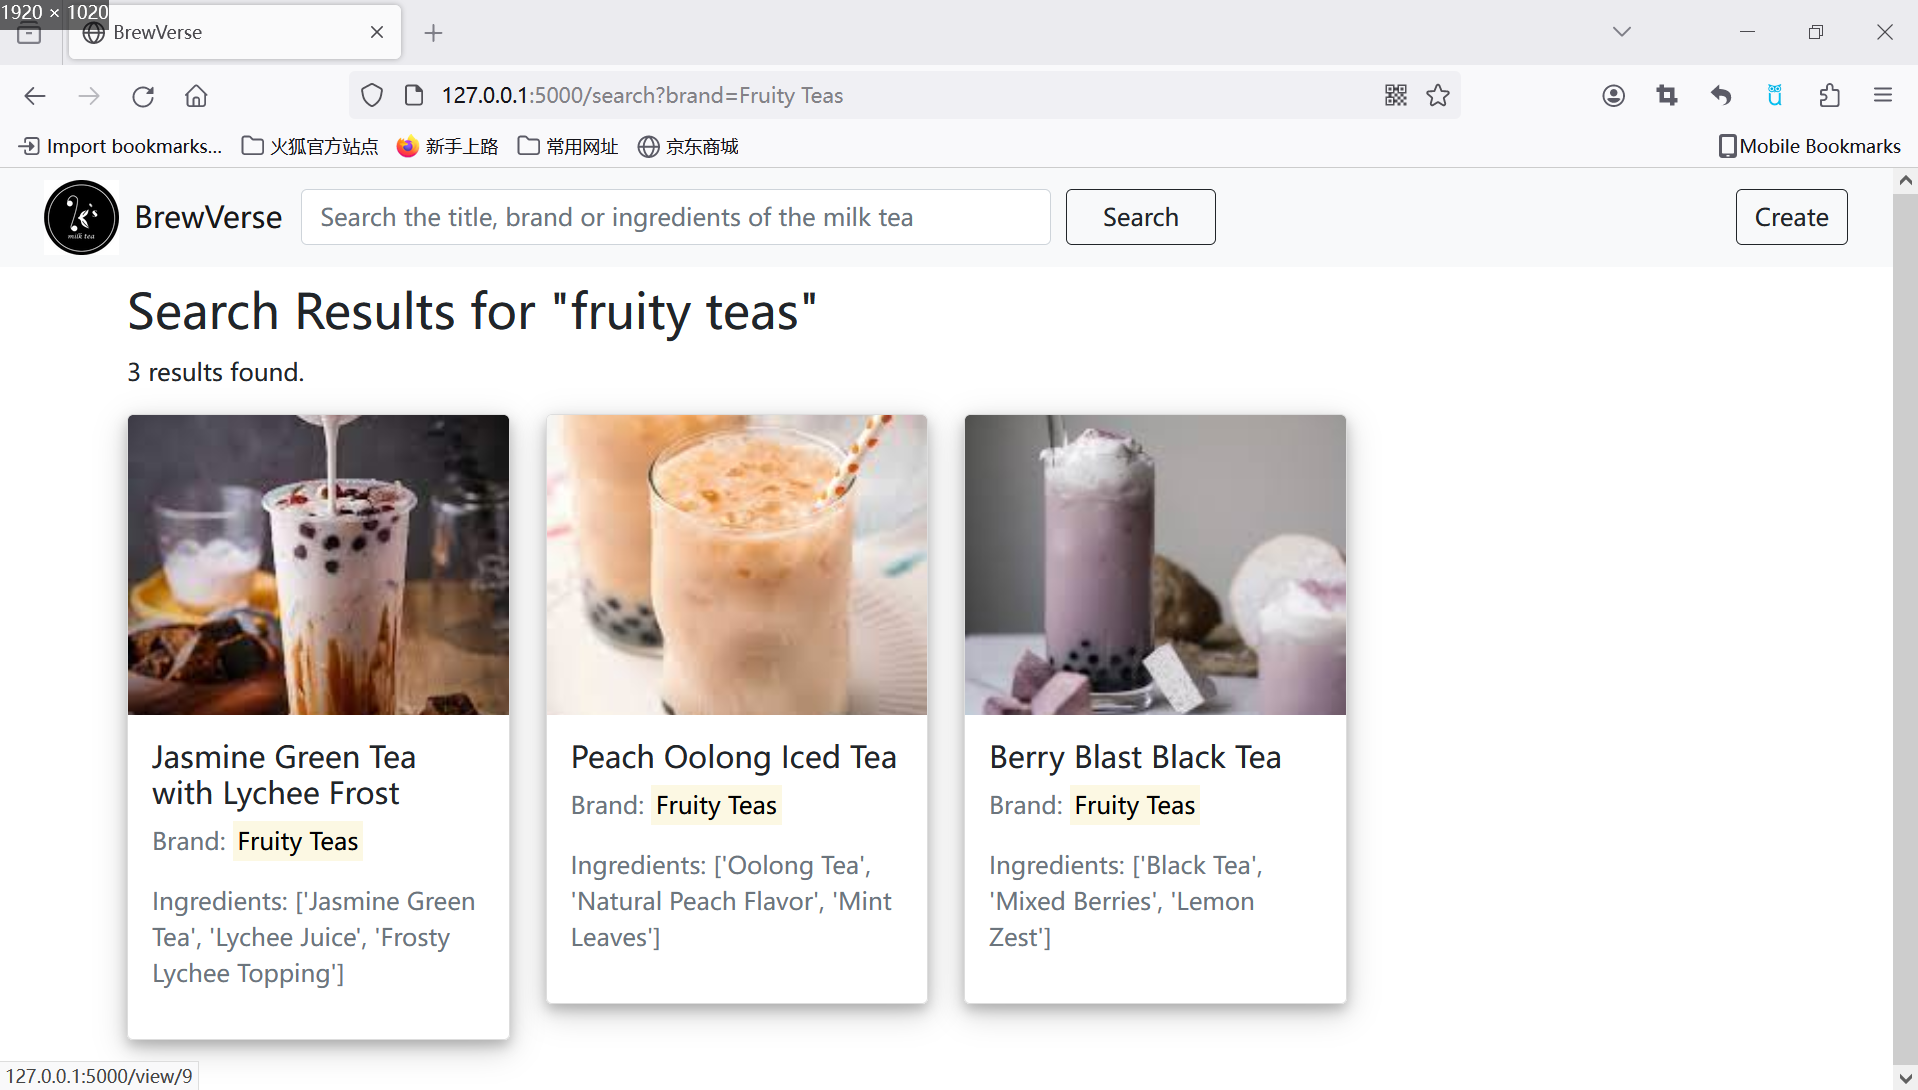 1920 × 1020
BrewVerse
127.0.0.1:5000/search?brand=Fruity Teas
Import bookmarks...
火狐官方站点
新手上路
常用网址
京东商城
Mobile Bookmarks
k's
milk tea
BrewVerse
Search the title, brand or ingredients of the milk tea
Search
Create
Search Results for "fruity teas"
3 results found.
Jasmine Green Tea
with Lychee Frost
Brand: Fruity Teas
Ingredients: ['Jasmine Green
Tea', 'Lychee Juice', 'Frosty
Lychee Topping']
Peach Oolong Iced Tea
Brand: Fruity Teas
Ingredients: ['Oolong Tea',
'Natural Peach Flavor', 'Mint
Leaves']
Berry Blast Black Tea
Brand: Fruity Teas
Ingredients: ['Black Tea',
'Mixed Berries', 'Lemon
Zest']
127.0.0.1:5000/view/9